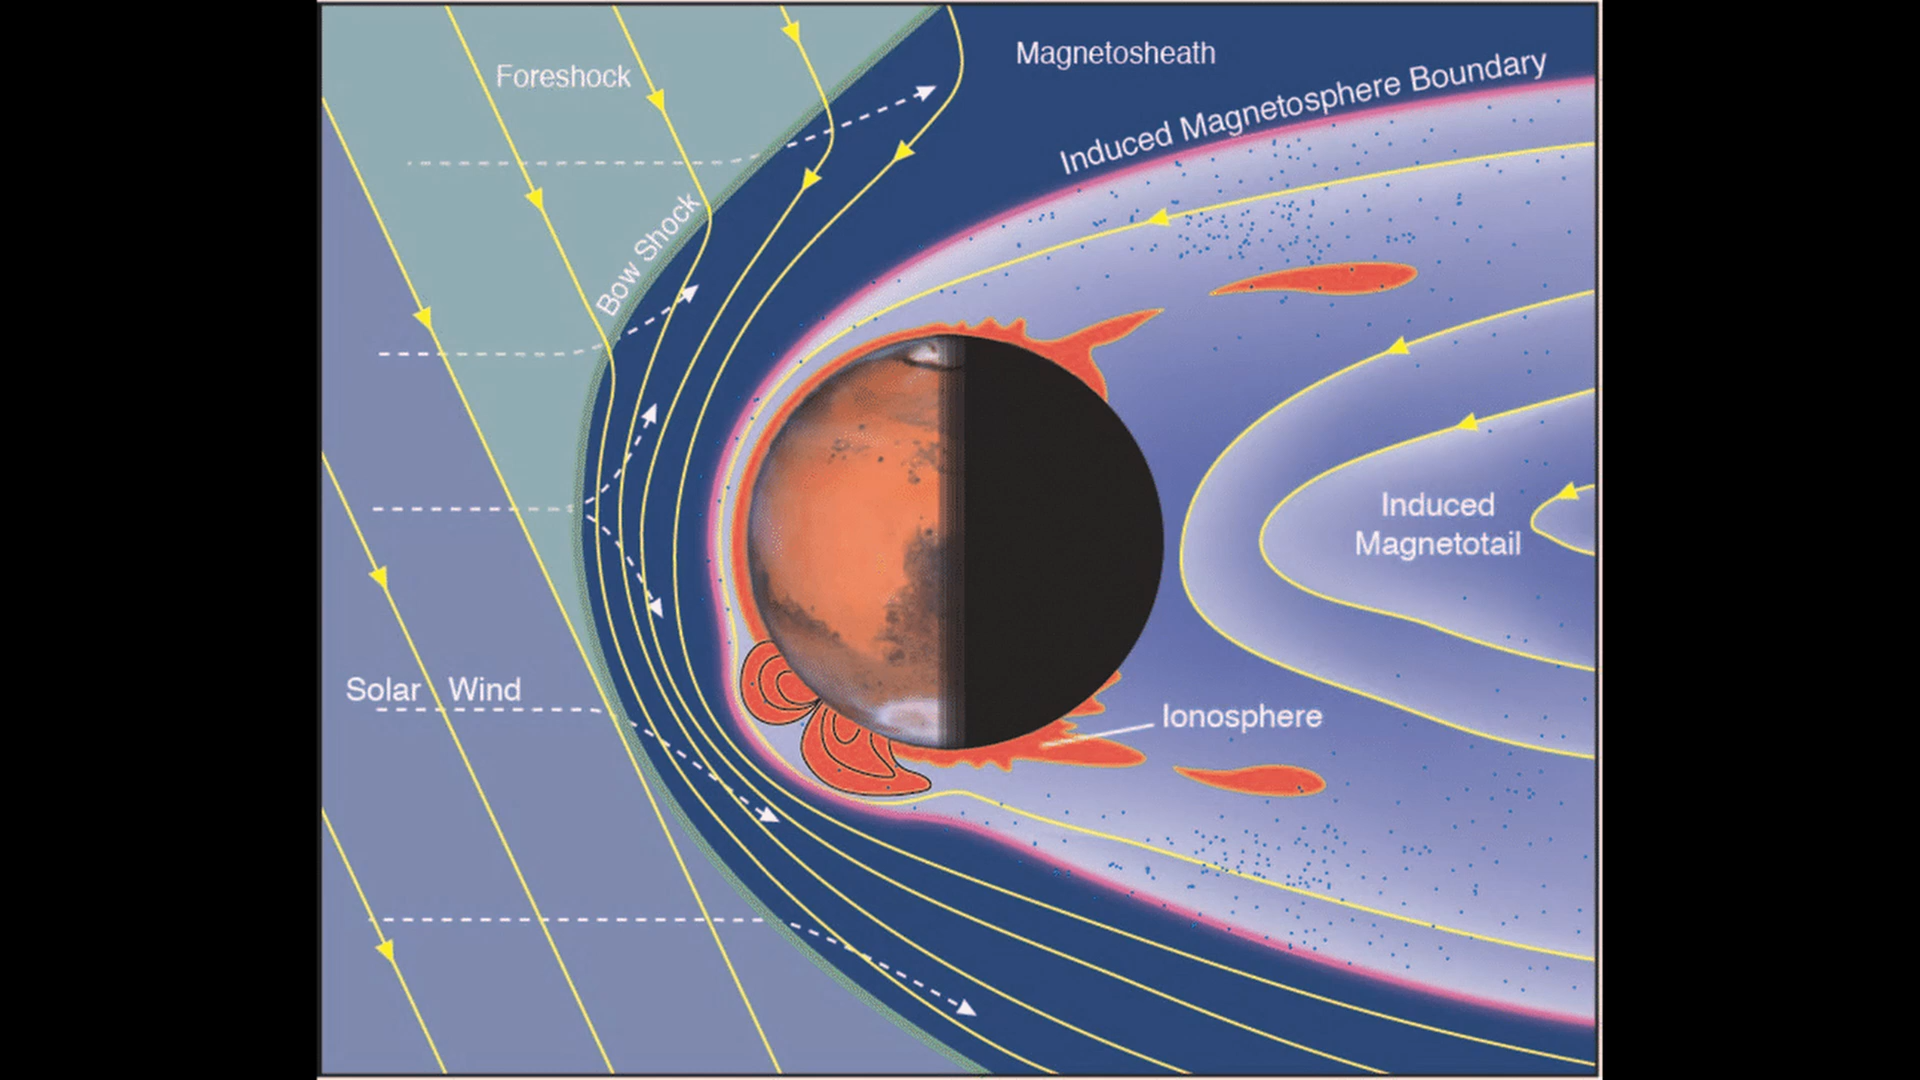 Foreshock
Magnetosheath
Induced Magnetosphere Boundary
Bow Shock
Induced
Magnetotail
Solar Wind
Ionosphere